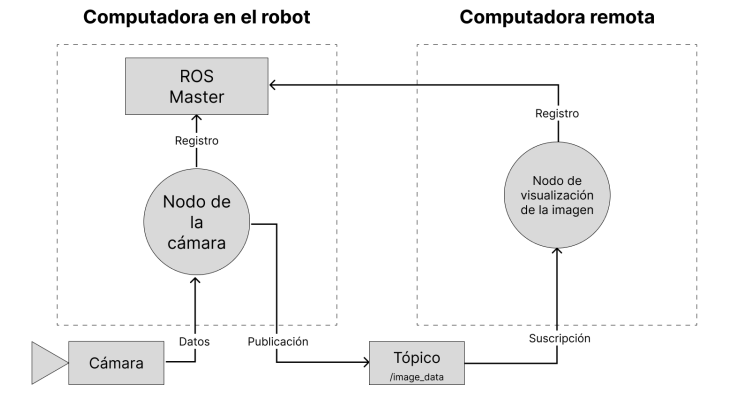 Computadora en el robot
Computadora remota
ROS
Master
Registro
Registro
Nodo de
la
cámara
Nodo de
visualización
de la imagen
Datos
Publicación
Suscripción
Cámara
Tópico
/image_data